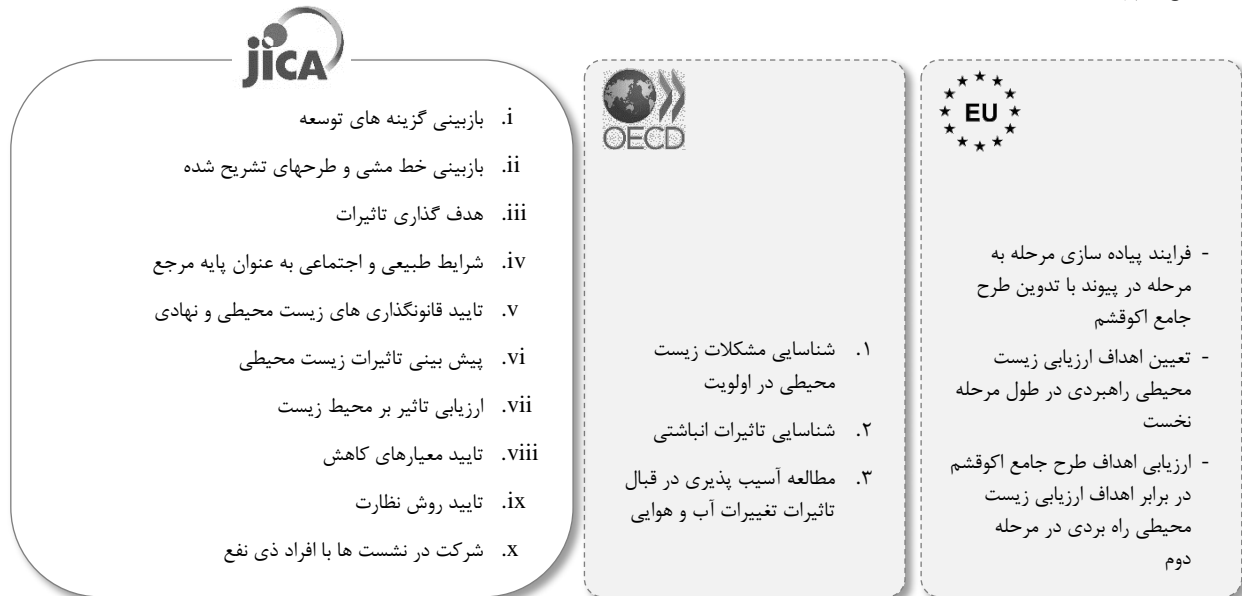 EU
- فرایند پیاده سازی مرحله به
مرحله در پیوند با تدوین طرح
جامع اکوقشم
- تعیین اهداف ارزیابی زیست
محیطی راهبردی در طول مرحله
نخست
- ارزیابی اهداف طرح جامع اکوقشم
در برابر اهداف ارزیابی زیست
محیطی راه بردی در مرحله
دوم
OECD
۱. شناسایی مشکلات زیست
محیطی در اولویت
۲. شناسایی تاثیرات انباشتی
۳. مطالعه آسیب پذیری در قبال
تاثیرات تغییرات آب و هوایی
jica
i. بازبینی گزینه های توسعه
ii. بازبینی خط مشی و طرحهای تشریح شده
iii. هدف گذاری تاثیرات
iv. شرایط طبیعی و اجتماعی به عنوان پایه مرجع
v. تایید قانونگذاری های زیست محیطی و نهادی
vi. پیش بینی تاثیرات زیست محیطی
vii. ارزیابی تاثیر بر محیط زیست
viii. تایید معیارهای کاهش
ix. تایید روش نظارت
x. شرکت در نشست ها با افراد ذی نفع